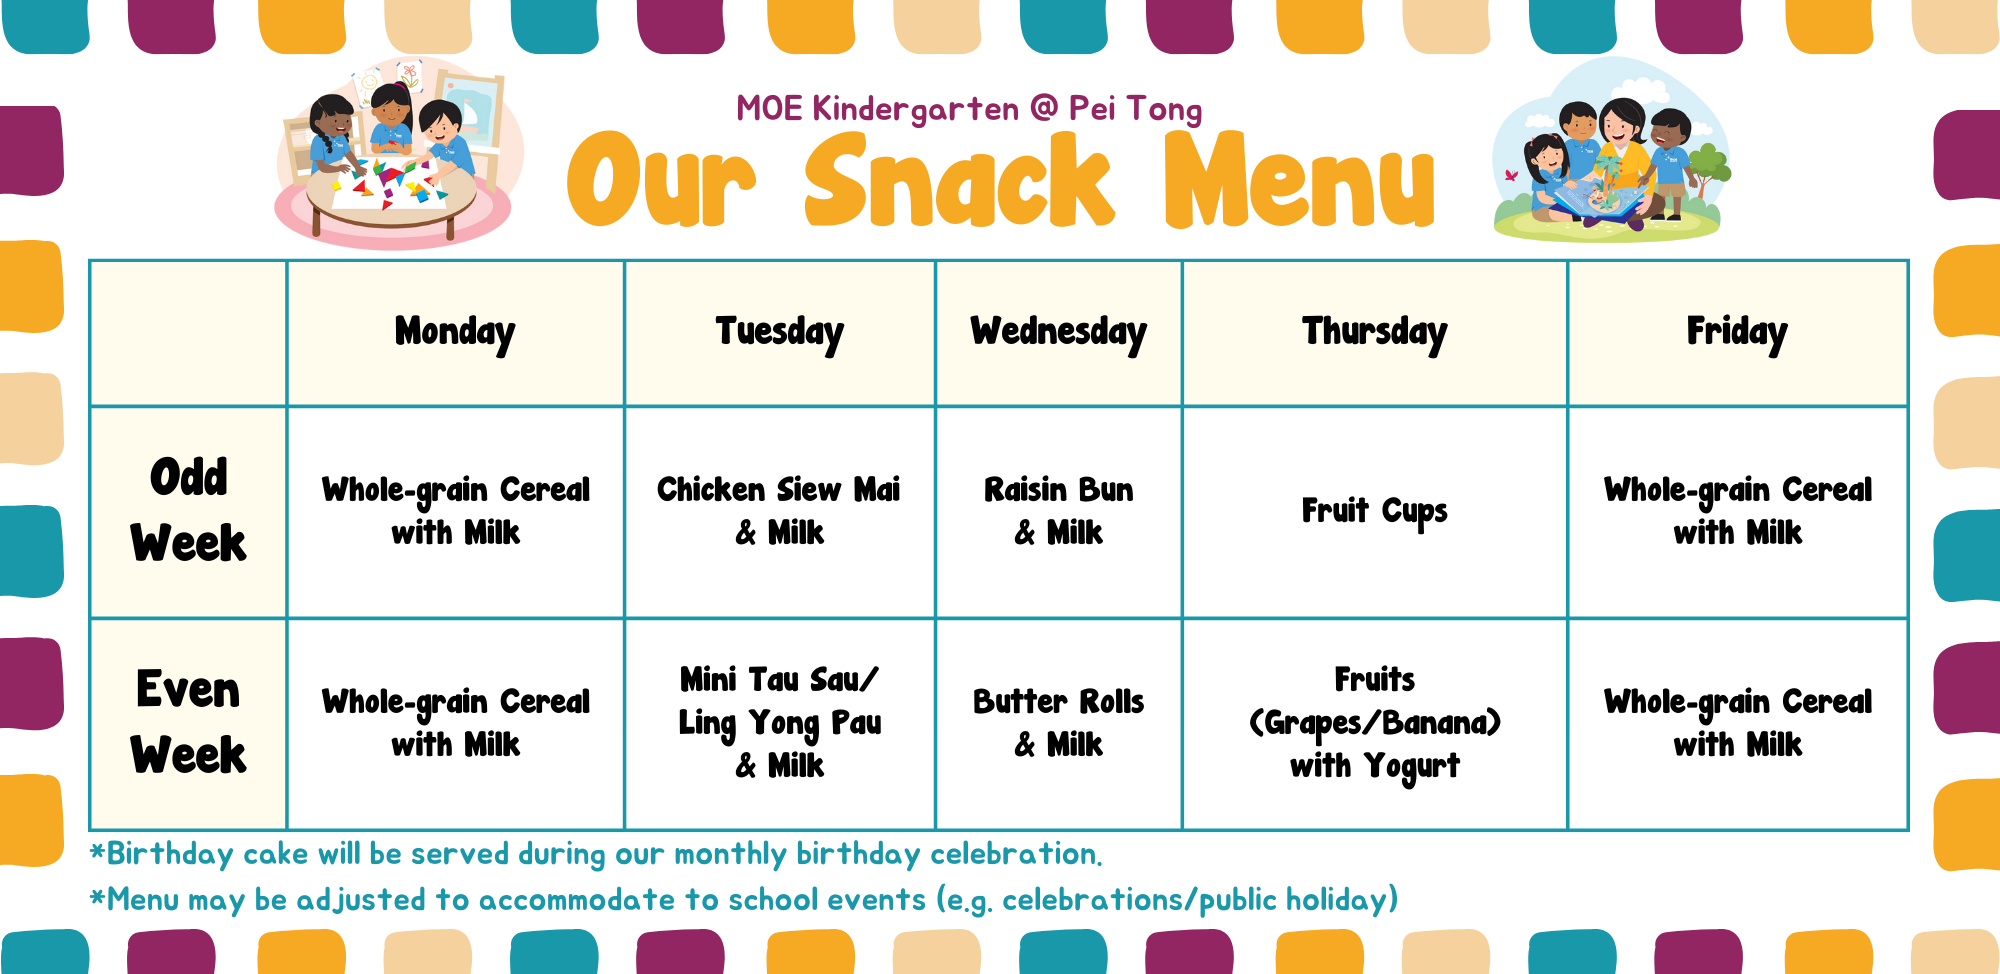 MOE Kindergarten @ Pei Tong
Our Snack Menu
Monday
Tuesday
Wednesday
Thursday
Friday
Odd
Week
Whole-grain Cereal
with Milk
Chicken Siew Mai
& Milk
Raisin Bun
& Milk
Fruit Cups
Whole-grain Cereal
with Milk
Even
Week
Whole-grain Cereal
with Milk
Mini Tau Sau/
Ling Yong Pau
& Milk
Butter Rolls
& Milk
Fruits
(Grapes/Banana)
with Yogurt
Whole-grain Cereal
with Milk
*Birthday cake will be served during our monthly birthday celebration.
*Menu may be adjusted to accommodate to school events (e.g. celebrations/public holiday)